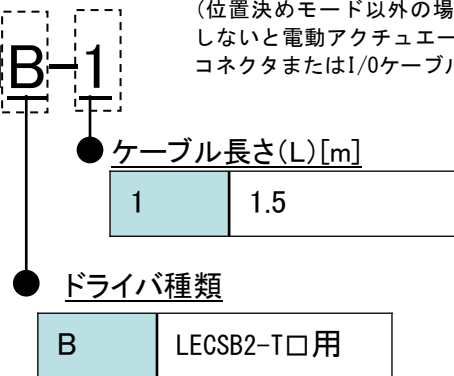 (位置決めモード以外の場
しないと電動アクチュエー
コネクタまたはI/Oケーブル
B-1
ケーブル長さ(L)[m]
1 1.5
ドライバ種類
B LECSB2-T□用